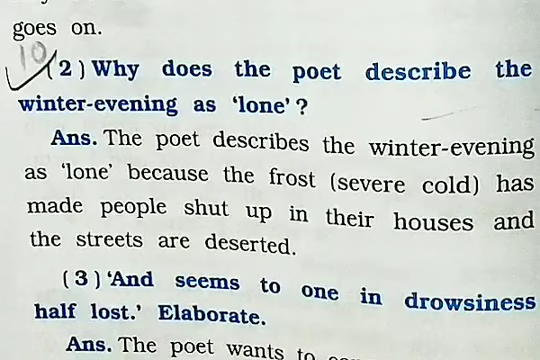 goes on.
10
(2) Why does the poet describe the
winter-evening as 'lone'?
Ans. The poet describes the winter-evening
as 'lone' because the frost (severe cold) has
made people shut up in their houses and
the streets are deserted.
(3) 'And seems to one in drowsiness
half lost.' Elaborate.
Ans. The poet wants to